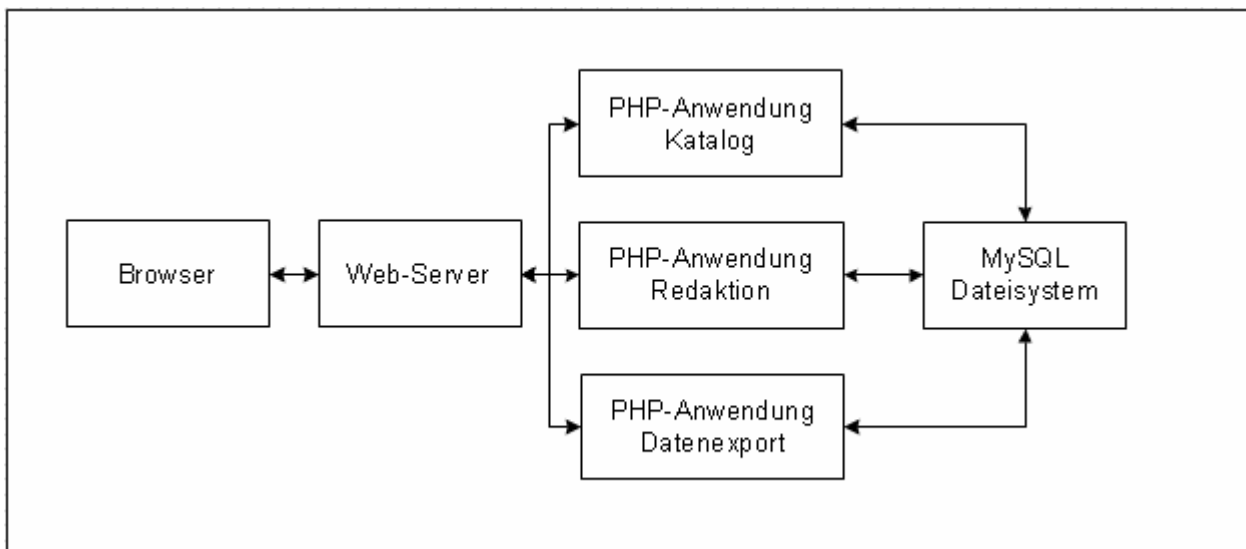 PHP-Anwendung
Katalog
Browser
Web-Server
PHP-Anwendung
Redaktion
MySQL
Dateisystem
PHP-Anwendung
Datenexport